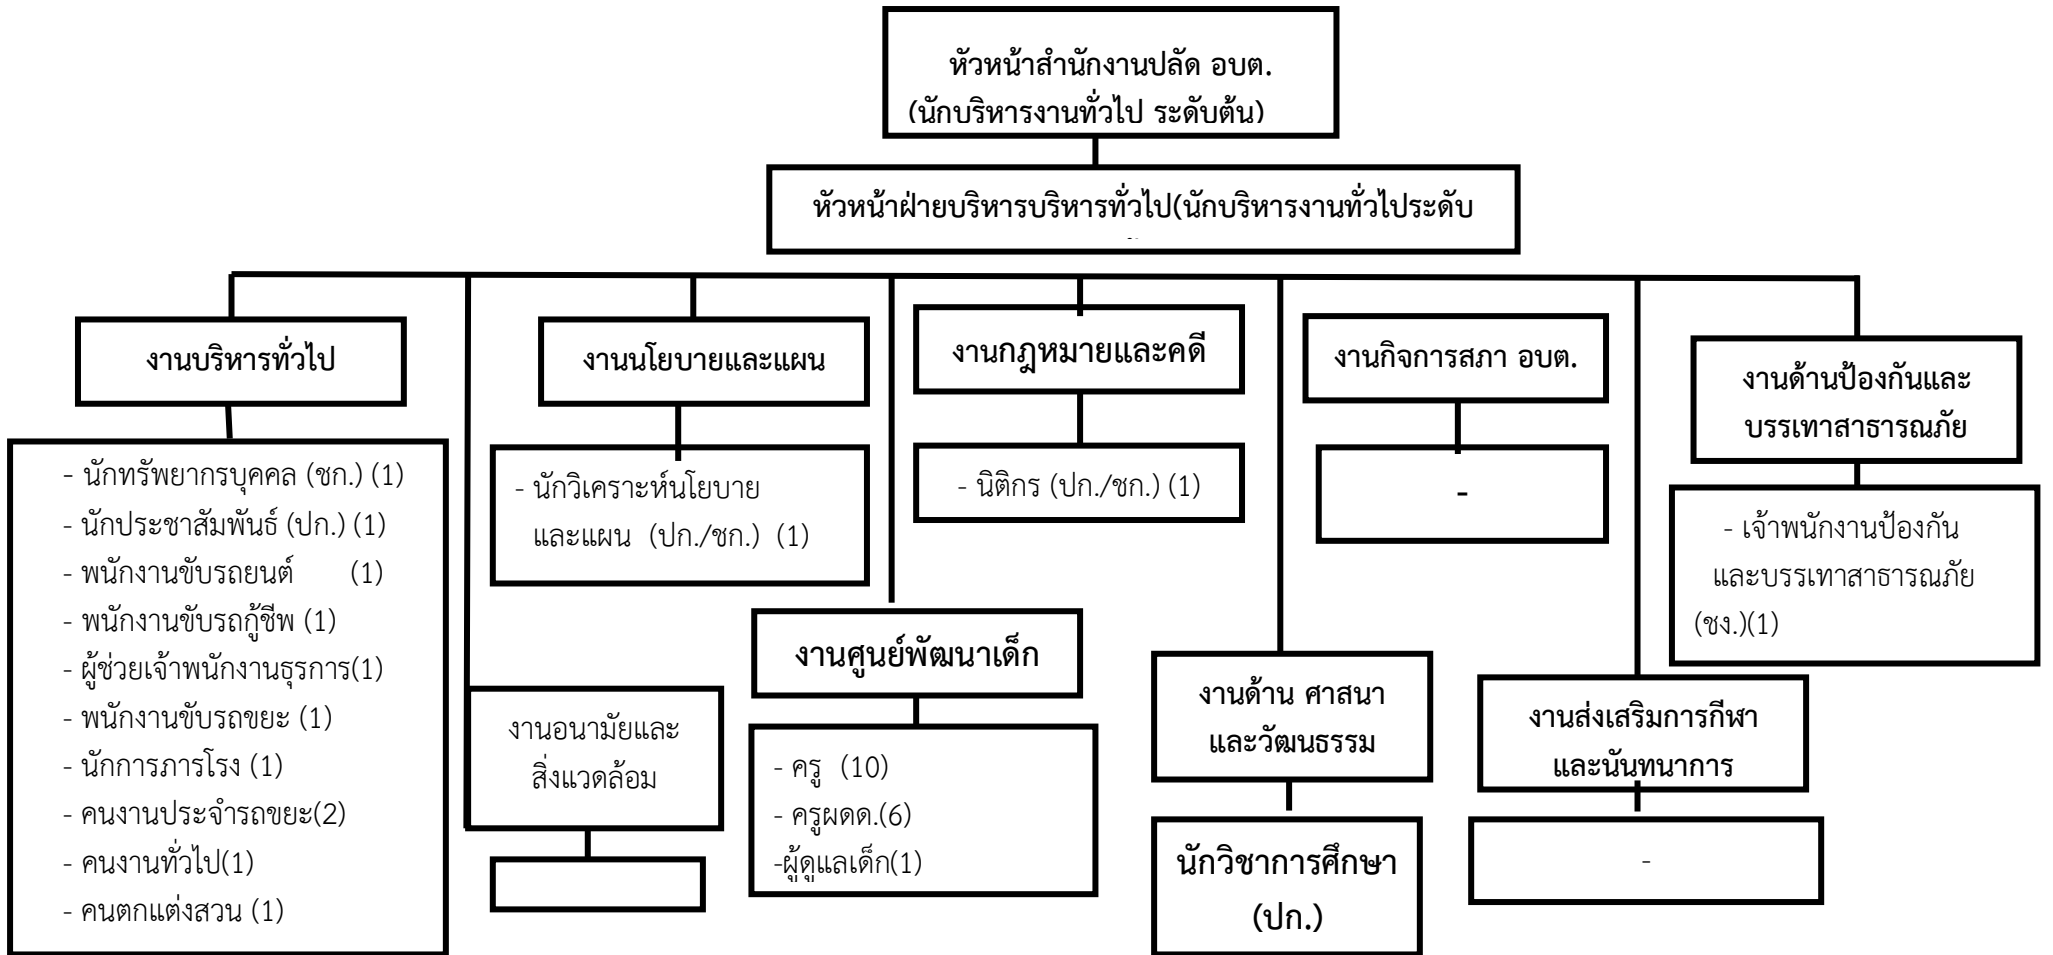 หัวหน้าสำนักงานปลัด อบต.
(นักบริหารงานทั่วไป ระดับต้น)
หัวหน้าฝ่ายบริหารบริหารทั่วไป(นักบริหารงานทั่วไประดับ
งานบริหารทั่วไป
- นักทรัพยากรบุคคล (ชก.) (1)
- นักประชาสัมพันธ์ (ปก.) (1)
- พนักงานขับรถยนต์ (1)
- พนักงานขับรถกู้ชีพ (1)
- ผู้ช่วยเจ้าพนักงานธุรการ(1)
- พนักงานขับรถขยะ (1)
- นักการภารโรง (1)
- คนงานประจำรถขยะ(2)
- คนงานทั่วไป(1)
- คนตกแต่งสวน (1)
งานนโยบายและแผน
- นักวิเคราะห์นโยบาย
และแผน (ปก./ชก.) (1)
งานกฎหมายและคดี
- นิติกร (ปก./ชก.) (1)
งานกิจการสภา อบต.
-
งานด้านป้องกันและ
บรรเทาสาธารณภัย
- เจ้าพนักงานป้องกัน
และบรรเทาสาธารณภัย
(ชง.)(1)
งานอนามัยและ
สิ่งแวดล้อม
งานศูนย์พัฒนาเด็ก
- ครู (10)
- ครูผดด.(6)
-ผู้ดูแลเด็ก(1)
งานด้าน ศาสนา
และวัฒนธรรม
นักวิชาการศึกษา
(ปก.)
งานส่งเสริมการกีฬา
และนันทนาการ
-